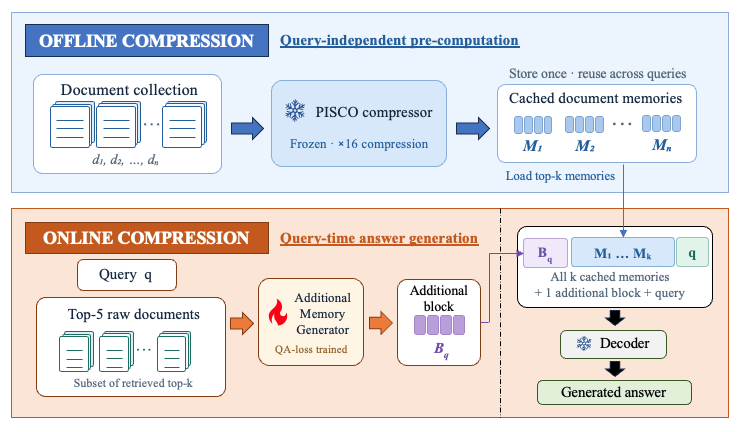 OFFLINE COMPRESSION
Query-independent pre-computation
Document collection
...
d₁, d₂, ..., dₙ
PISCO compressor
Frozen · ×16 compression
Store once · reuse across queries
Cached document memories
...
M₁ M₂ Mₙ
Load top-k memories
ONLINE COMPRESSION
Query-time answer generation
Query q
Top-5 raw documents
...
Subset of retrieved top-k
Additional
Memory
Generator
QA-loss trained
Additional
block
B_q
B_q M₁ ... Mₖ q
All k cached memories
+ 1 additional block + query
Decoder
Generated answer